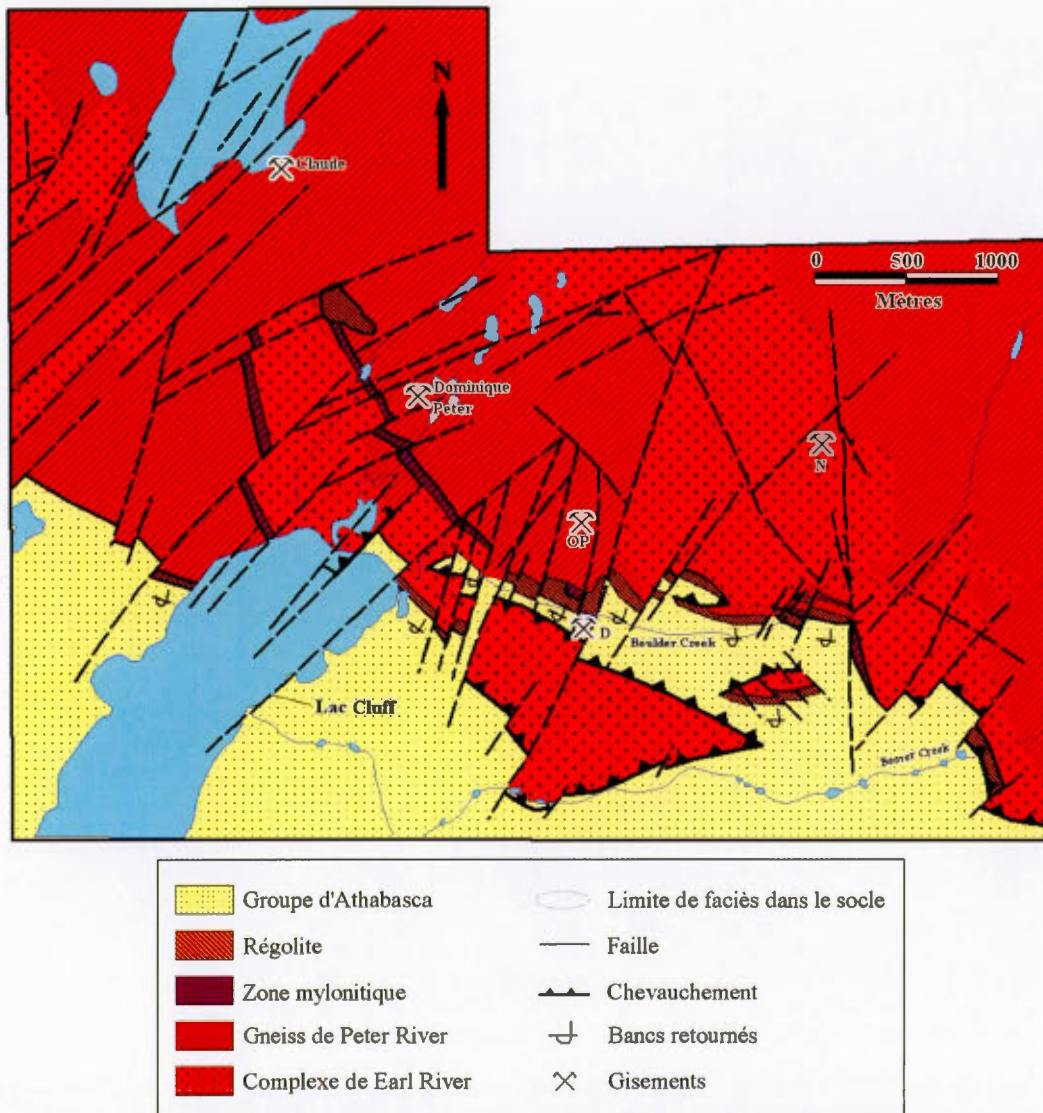 N
Claude
0 500 1000
Mètres
Dominique
Peter
N
OP
D
Boulder Creek
Lac Cluff
Beaver Creek
Groupe d'Athabasca
Régolite
Zone mylonitique
Gneiss de Peter River
Complexe de Earl River
Limite de faciès dans le socle
Faille
Chevauchement
Bancs retournés
Gisements